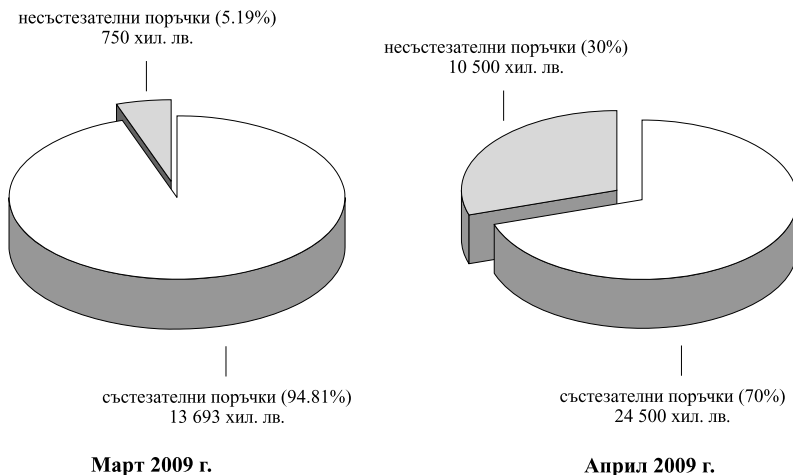 несъстезателни поръчки (5.19%)
750 хил. лв.
състезателни поръчки (94.81%)
13 693 хил. лв.
Март 2009 г.
несъстезателни поръчки (30%)
10 500 хил. лв.
състезателни поръчки (70%)
24 500 хил. лв.
Април 2009 г.